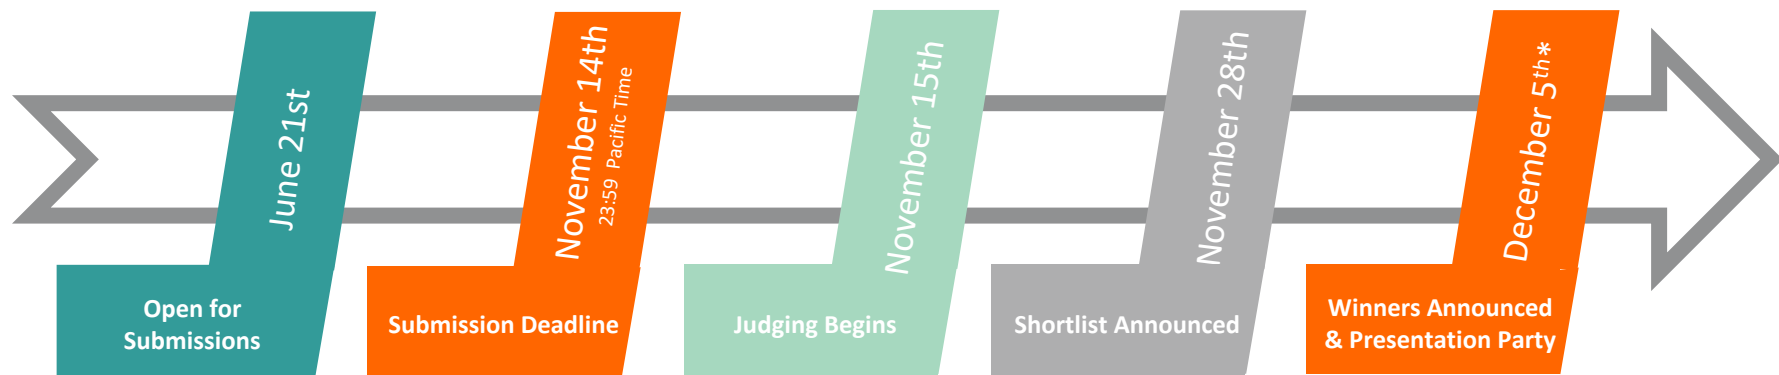 June 21st
Open for
Submissions
November 14th
23:59 Pacific Time
Submission Deadline
November 15th
Judging Begins
November 28th
Shortlist Announced
December 5th*
Winners Announced
& Presentation Party